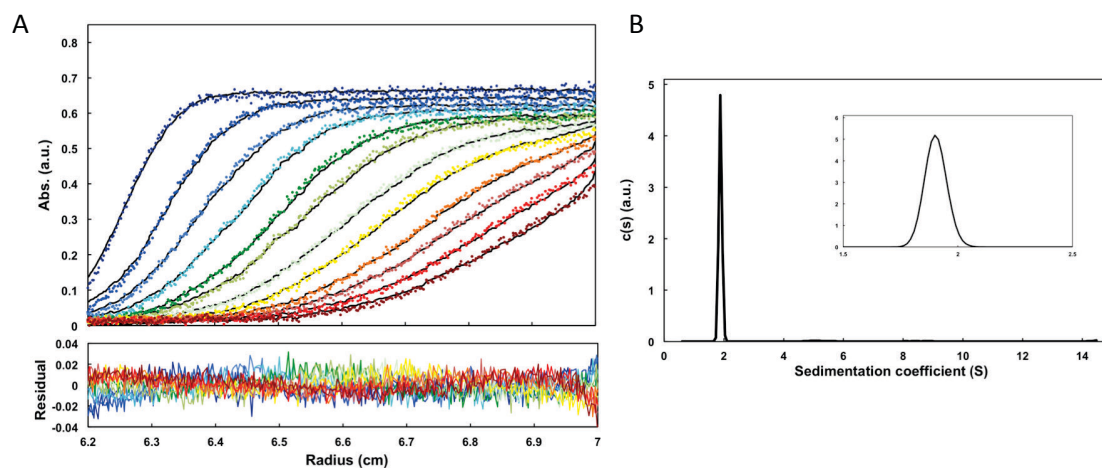 A
B
0.8
0.7
0.6
0.5
0.4
0.3
0.2
0.1
0
Abs. (a.u.)
0.04
0.02
0
-0.02
-0.04
Residual
6.2 6.3 6.4 6.5 6.6 6.7 6.8 6.9 7
Radius (cm)
5
4
3
2
1
0
c(s) (a.u.)
0 2 4 6 8 10 12 14
Sedimentation coefficient (S)
6
5
4
3
2
1
0
1.5 2 2.5